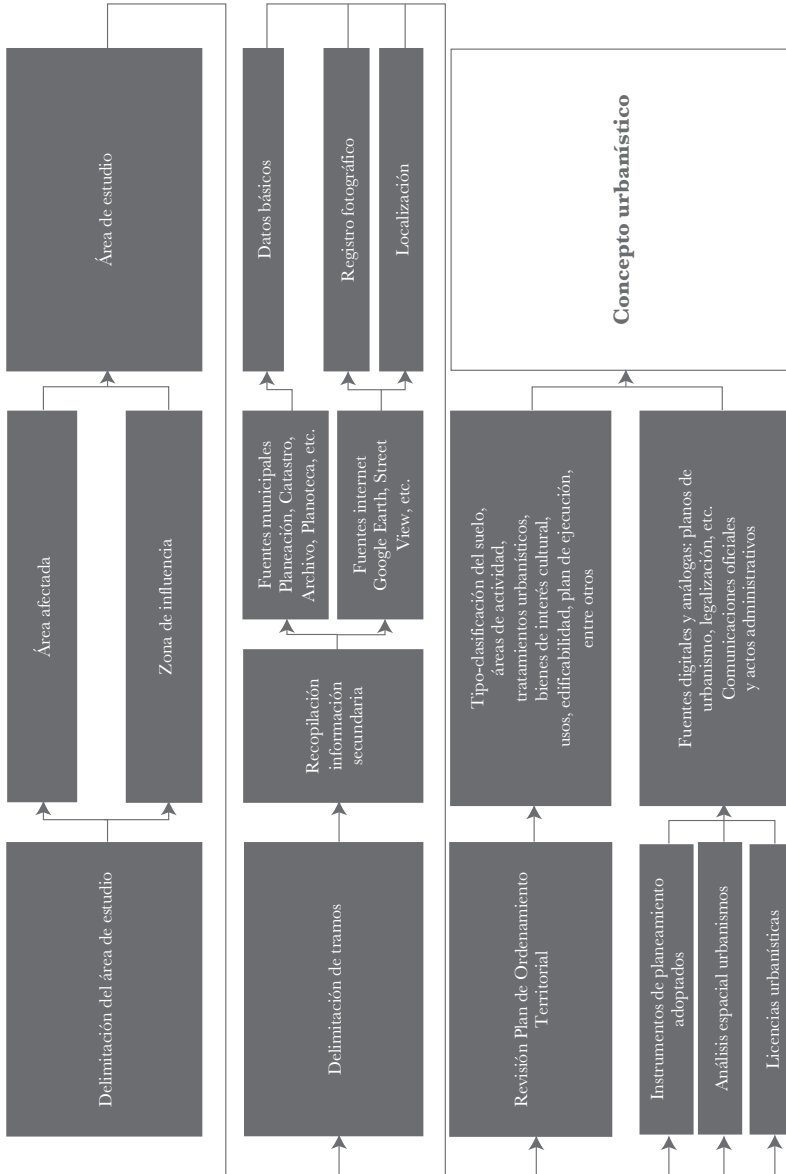 Delimitación del área de estudio
Área afectada
Zona de influencia
Área de estudio
Delimitación de tramos
Recopilación
información
secundaria
Fuentes municipales
Planeación, Catastro,
Archivo, Planoteca, etc.
Fuentes internet
Google Earth, Street
View, etc.
Datos básicos
Registro fotográfico
Localización
Revisión Plan de Ordenamiento
Territorial
Tipo-clasificación del suelo,
áreas de actividad,
tratamientos urbanísticos,
bienes de interés cultural,
usos, edificabilidad, plan de ejecución,
entre otros
Instrumentos de planeamiento
adoptados
Análisis espacial urbanismos
Licencias urbanísticas
Fuentes digitales y análogas: planos de
urbanismo, legalización, etc.
Comunicaciones oficiales
y actos administrativos
Concepto urbanístico